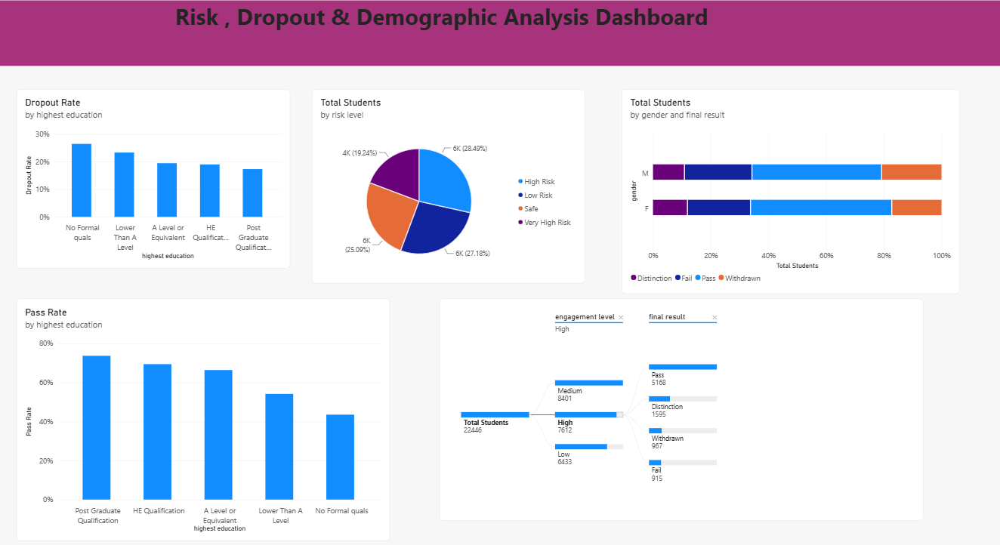 Risk , Dropout & Demographic Analysis Dashboard
Dropout Rate
by highest education
30%
20%
10%
0%
Dropout Rate
No Formal
quals
Lower
Than A
Level
A Level or
Equivalent
HE
Qualificat...
Post
Graduate
Qualificat...
highest education
Total Students
by risk level
4K (19.24%)
6K (28.49%)
6K
(25.09%)
6K (27.18%)
High Risk
Low Risk
Safe
Very High Risk
Total Students
by gender and final result
gender
M
F
0%
20%
40%
60%
80%
100%
Total Students
Distinction
Fail
Pass
Withdrawn
Pass Rate
by highest education
80%
60%
40%
20%
0%
Pass Rate
Post Graduate
Qualification
HE Qualification
A Level or
Equivalent
Lower Than A
Level
No Formal quals
highest education
engagement level ×
High
final result ×
Total Students
22446
Medium
8401
High
7612
Low
6433
Pass
5168
Distinction
1595
Withdrawn
967
Fail
915